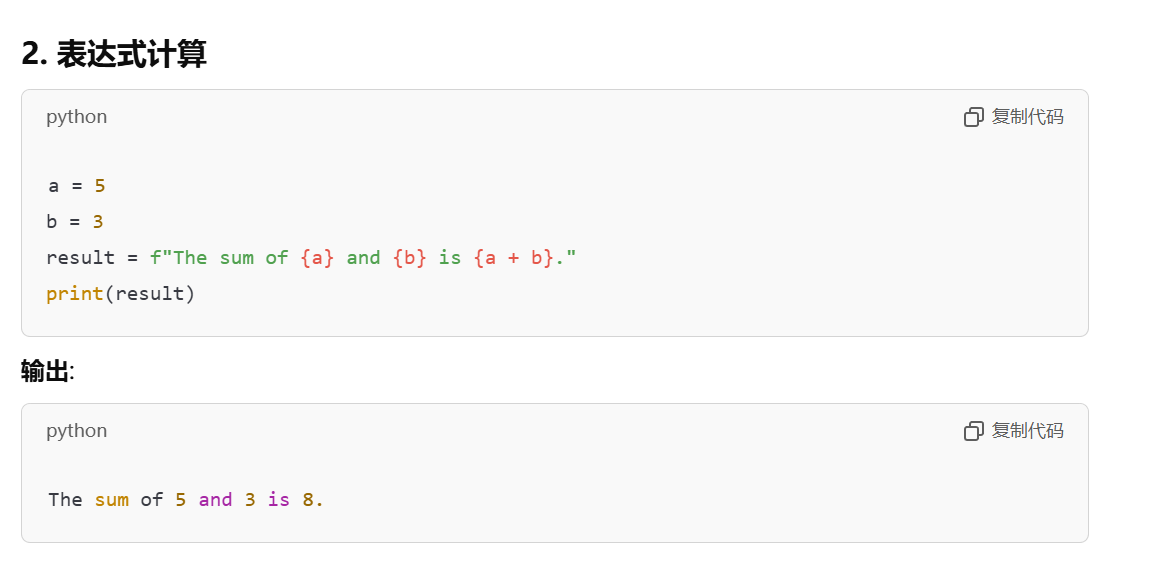 2. 表达式计算
python
复制代码
a = 5
b = 3
result = f"The sum of {a} and {b} is {a + b}."
print(result)
输出:
python
复制代码
The sum of 5 and 3 is 8.